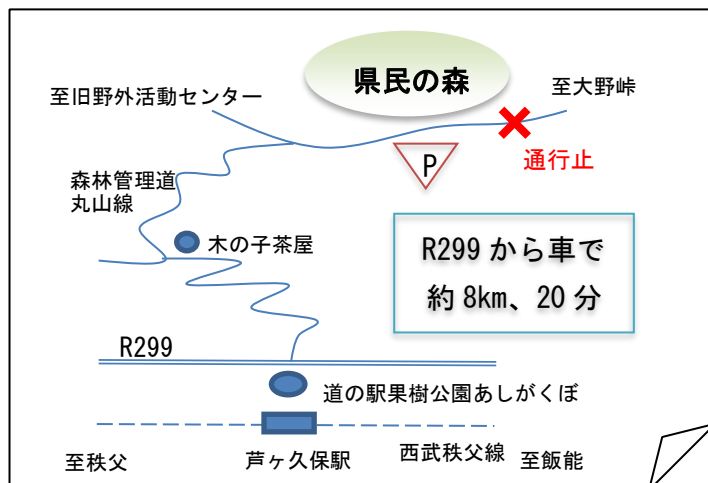 県民の森
至旧野外活動センター
至大野峠
通行止
P
森林管理道
丸山線
木の子茶屋
R299 から車で
約 8km、20 分
R299
道の駅果樹公園あしがくぼ
至秩父
芦ヶ久保駅
西武秩父線
至飯能